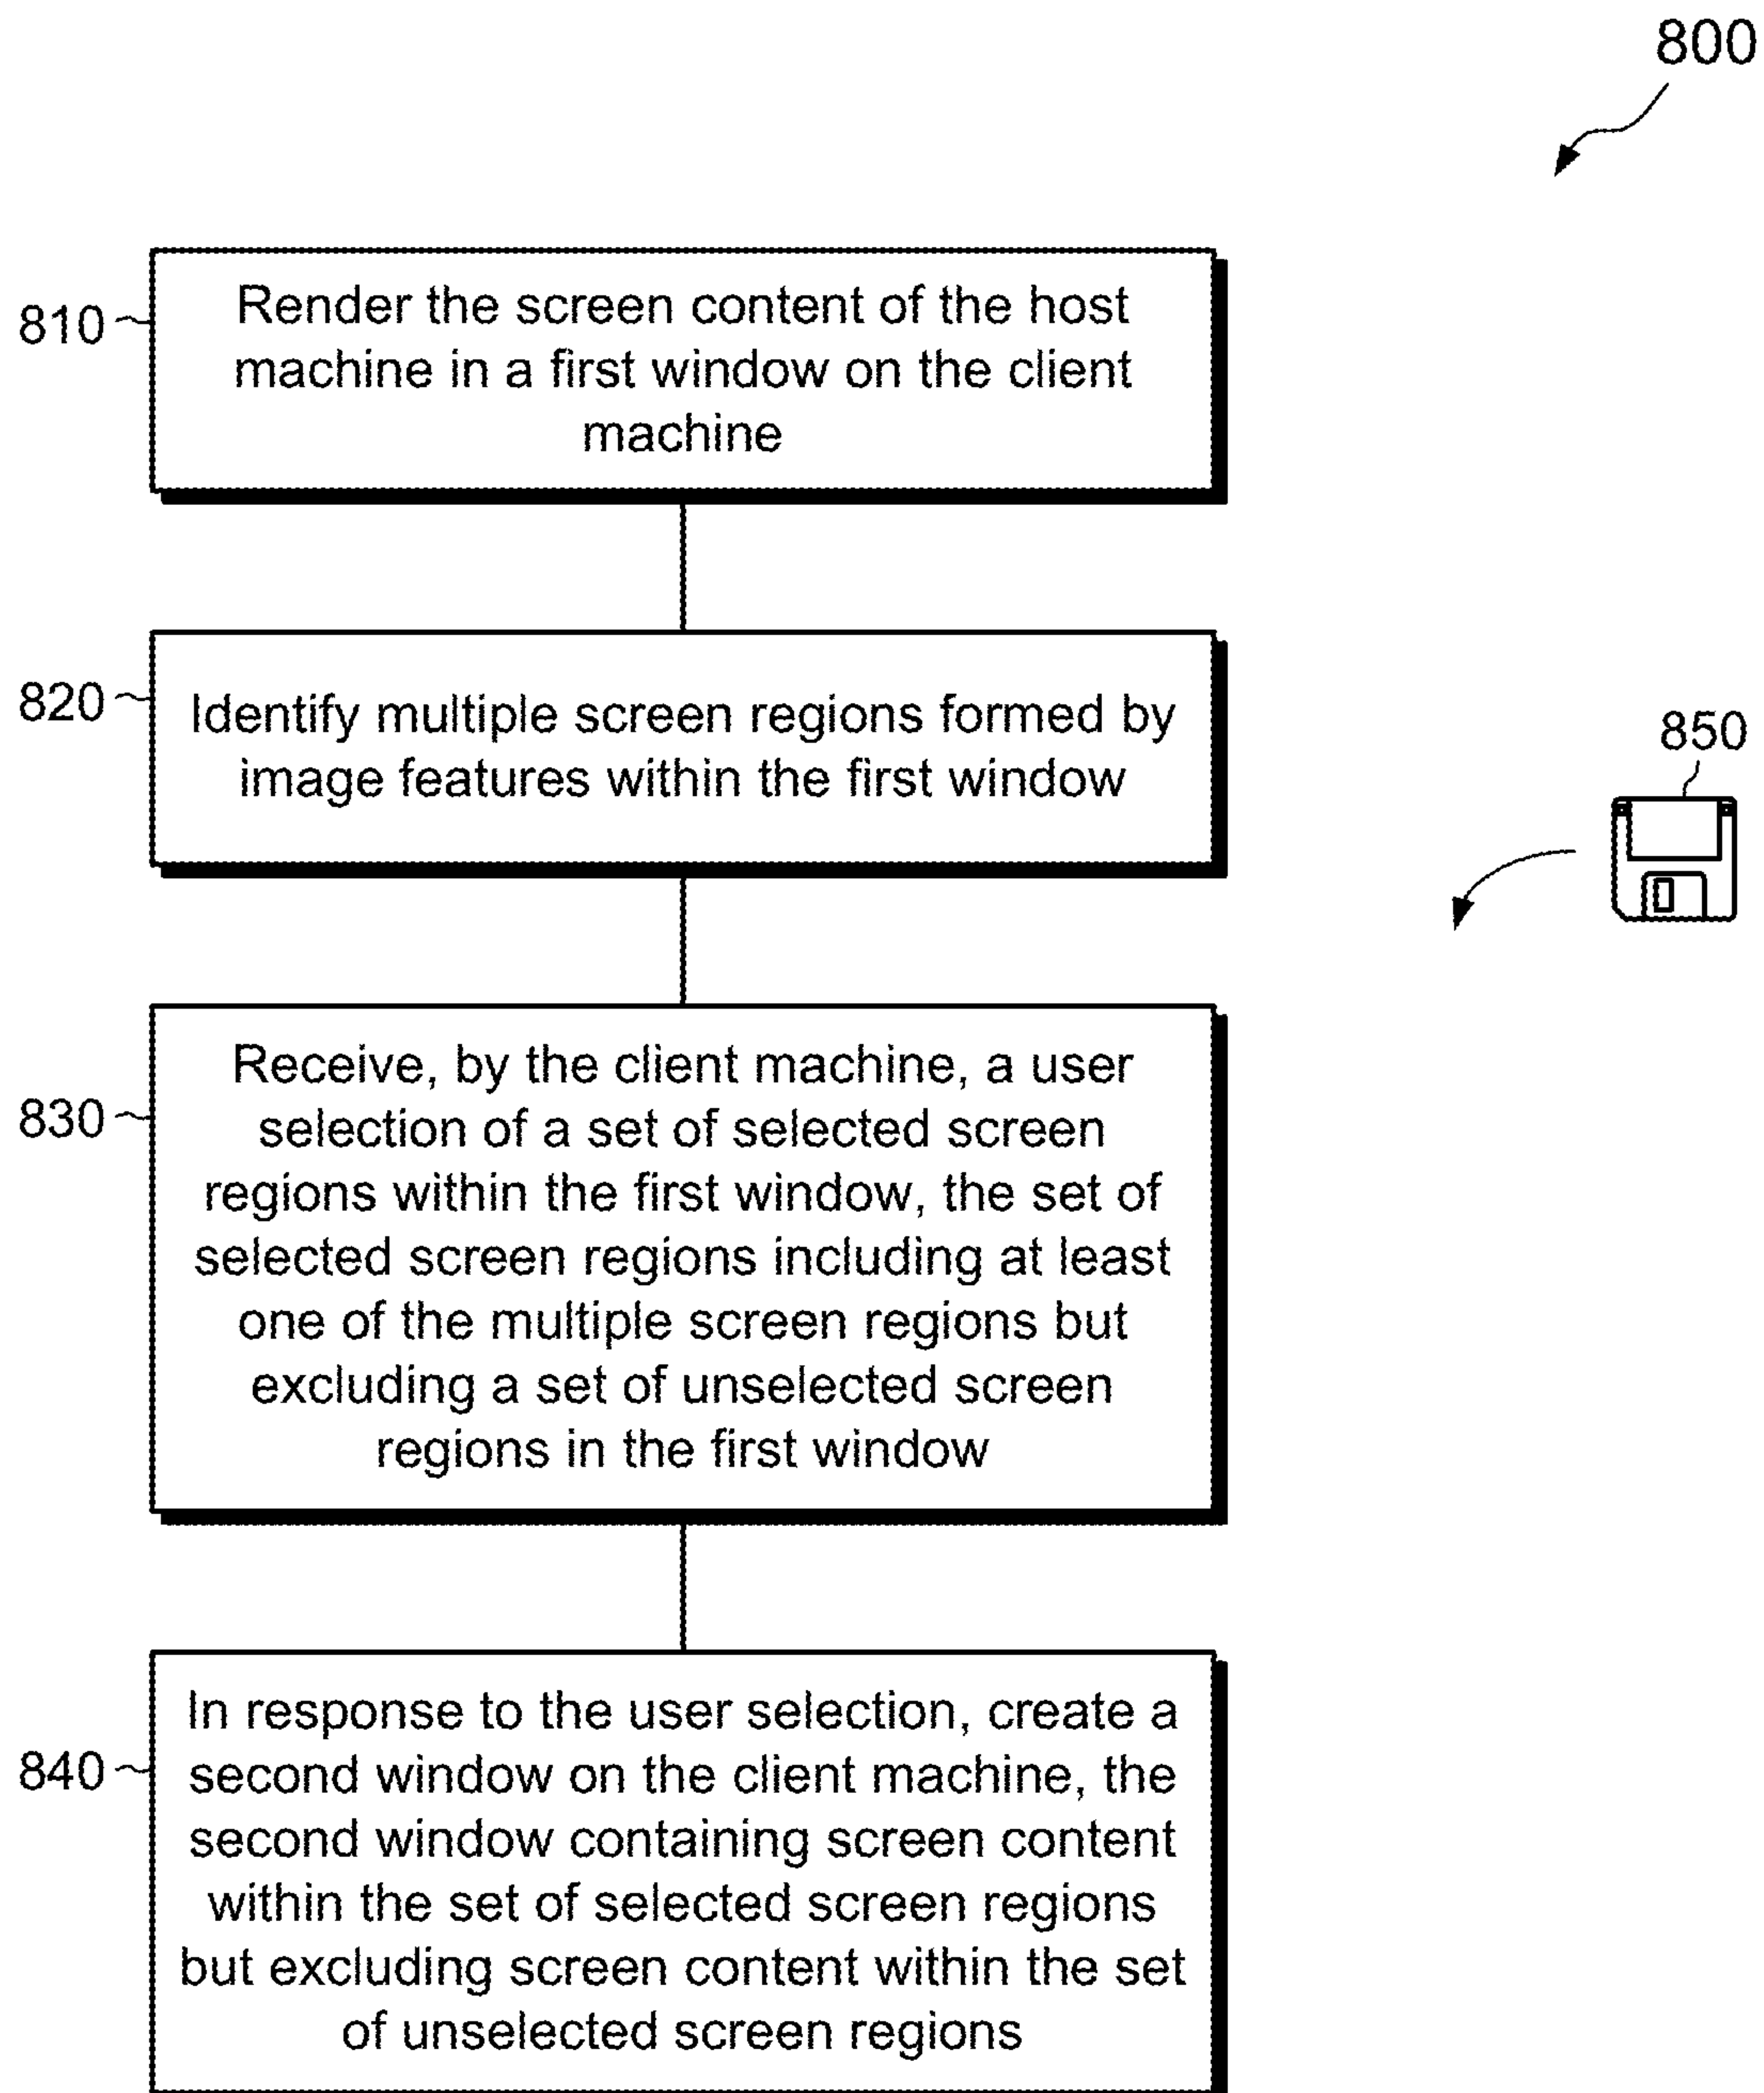 800
810
Render the screen content of the host
machine in a first window on the client
machine
820
Identify multiple screen regions formed by
image features within the first window
850
830
Receive, by the client machine, a user
selection of a set of selected screen
regions within the first window, the set of
selected screen regions including at least
one of the multiple screen regions but
excluding a set of unselected screen
regions in the first window
840
In response to the user selection, create a
second window on the client machine, the
second window containing screen content
within the set of selected screen regions
but excluding screen content within the set
of unselected screen regions